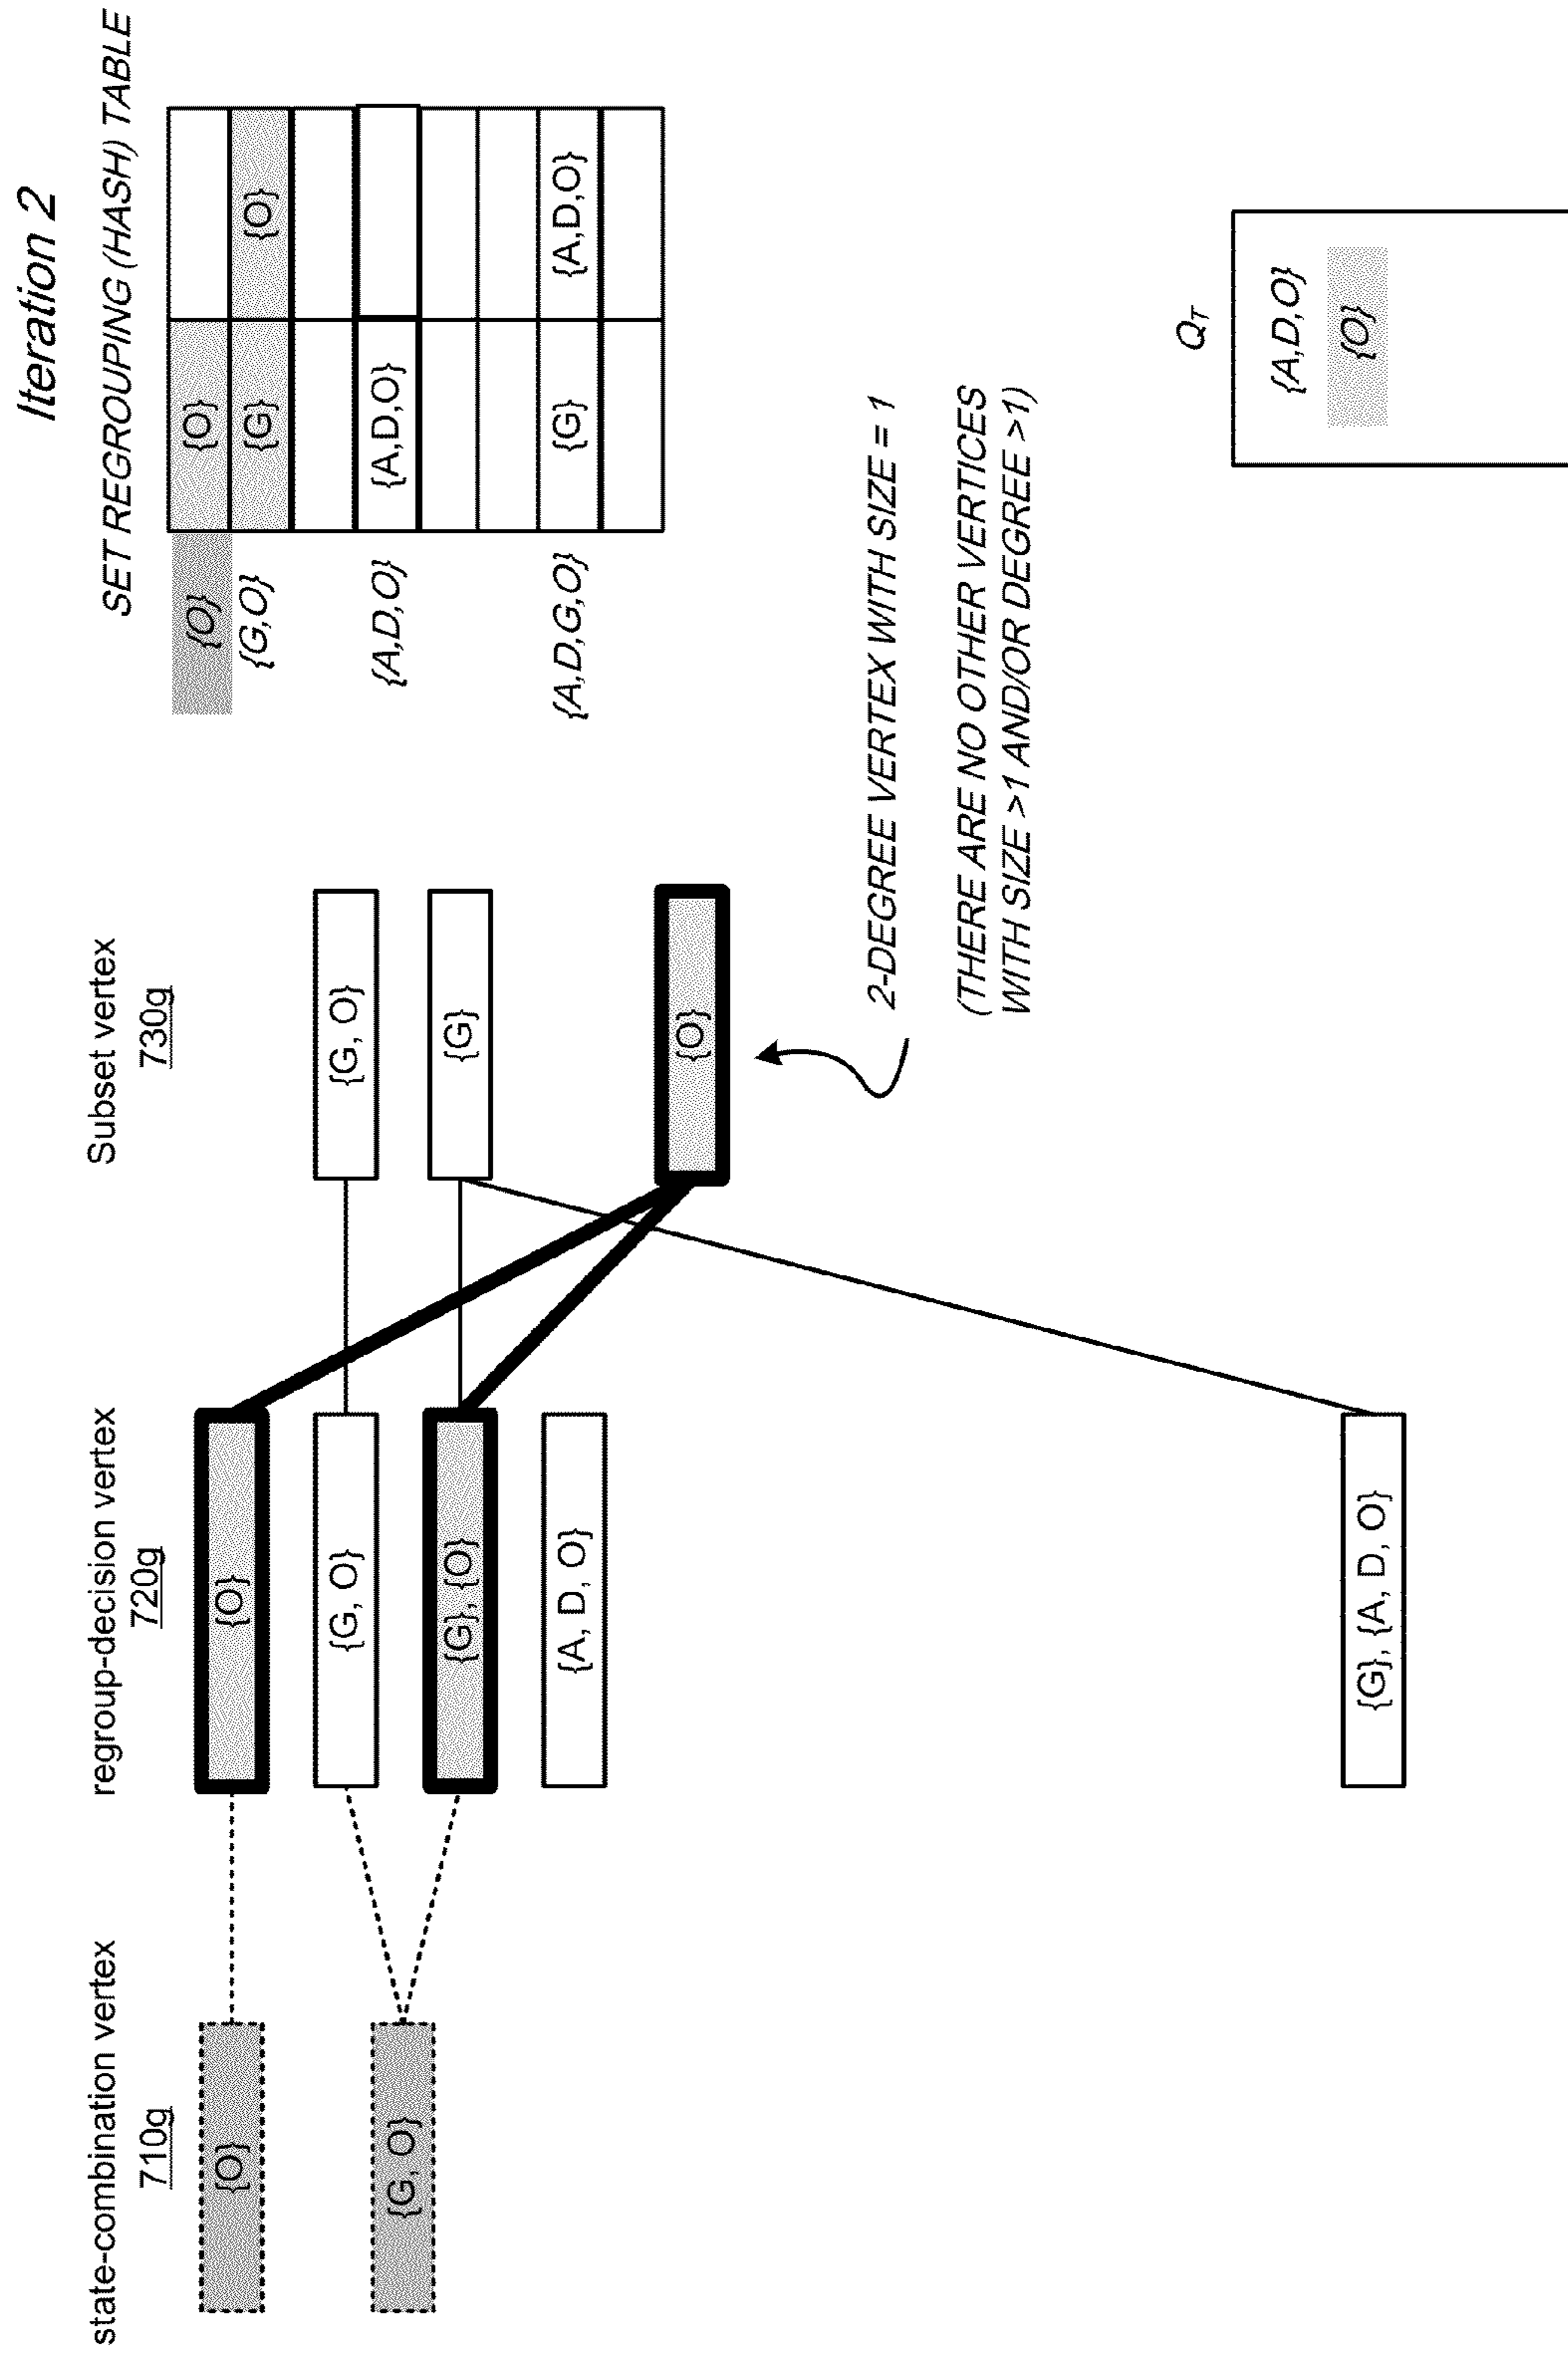 Iteration 2
state-combination vertex
710g
regroup-decision vertex
720g
Subset vertex
730g
SET REGROUPING (HASH) TABLE
{O}
{O}
{O}
{O}
{O}
{G,O}
{G}
{O}
{G, O}
{G, O}
{G, O}
{G}, {O}
{G}
{A, D, O}
{A,D,O}
{A,D,O}
{A,D,G,O}
{G}
{A,D,O}
{O}
2-DEGREE VERTEX WITH SIZE = 1
(THERE ARE NO OTHER VERTICES
WITH SIZE >1 AND/OR DEGREE >1)
{G}, {A, D, O}
QT
{A,D,O}
{O}